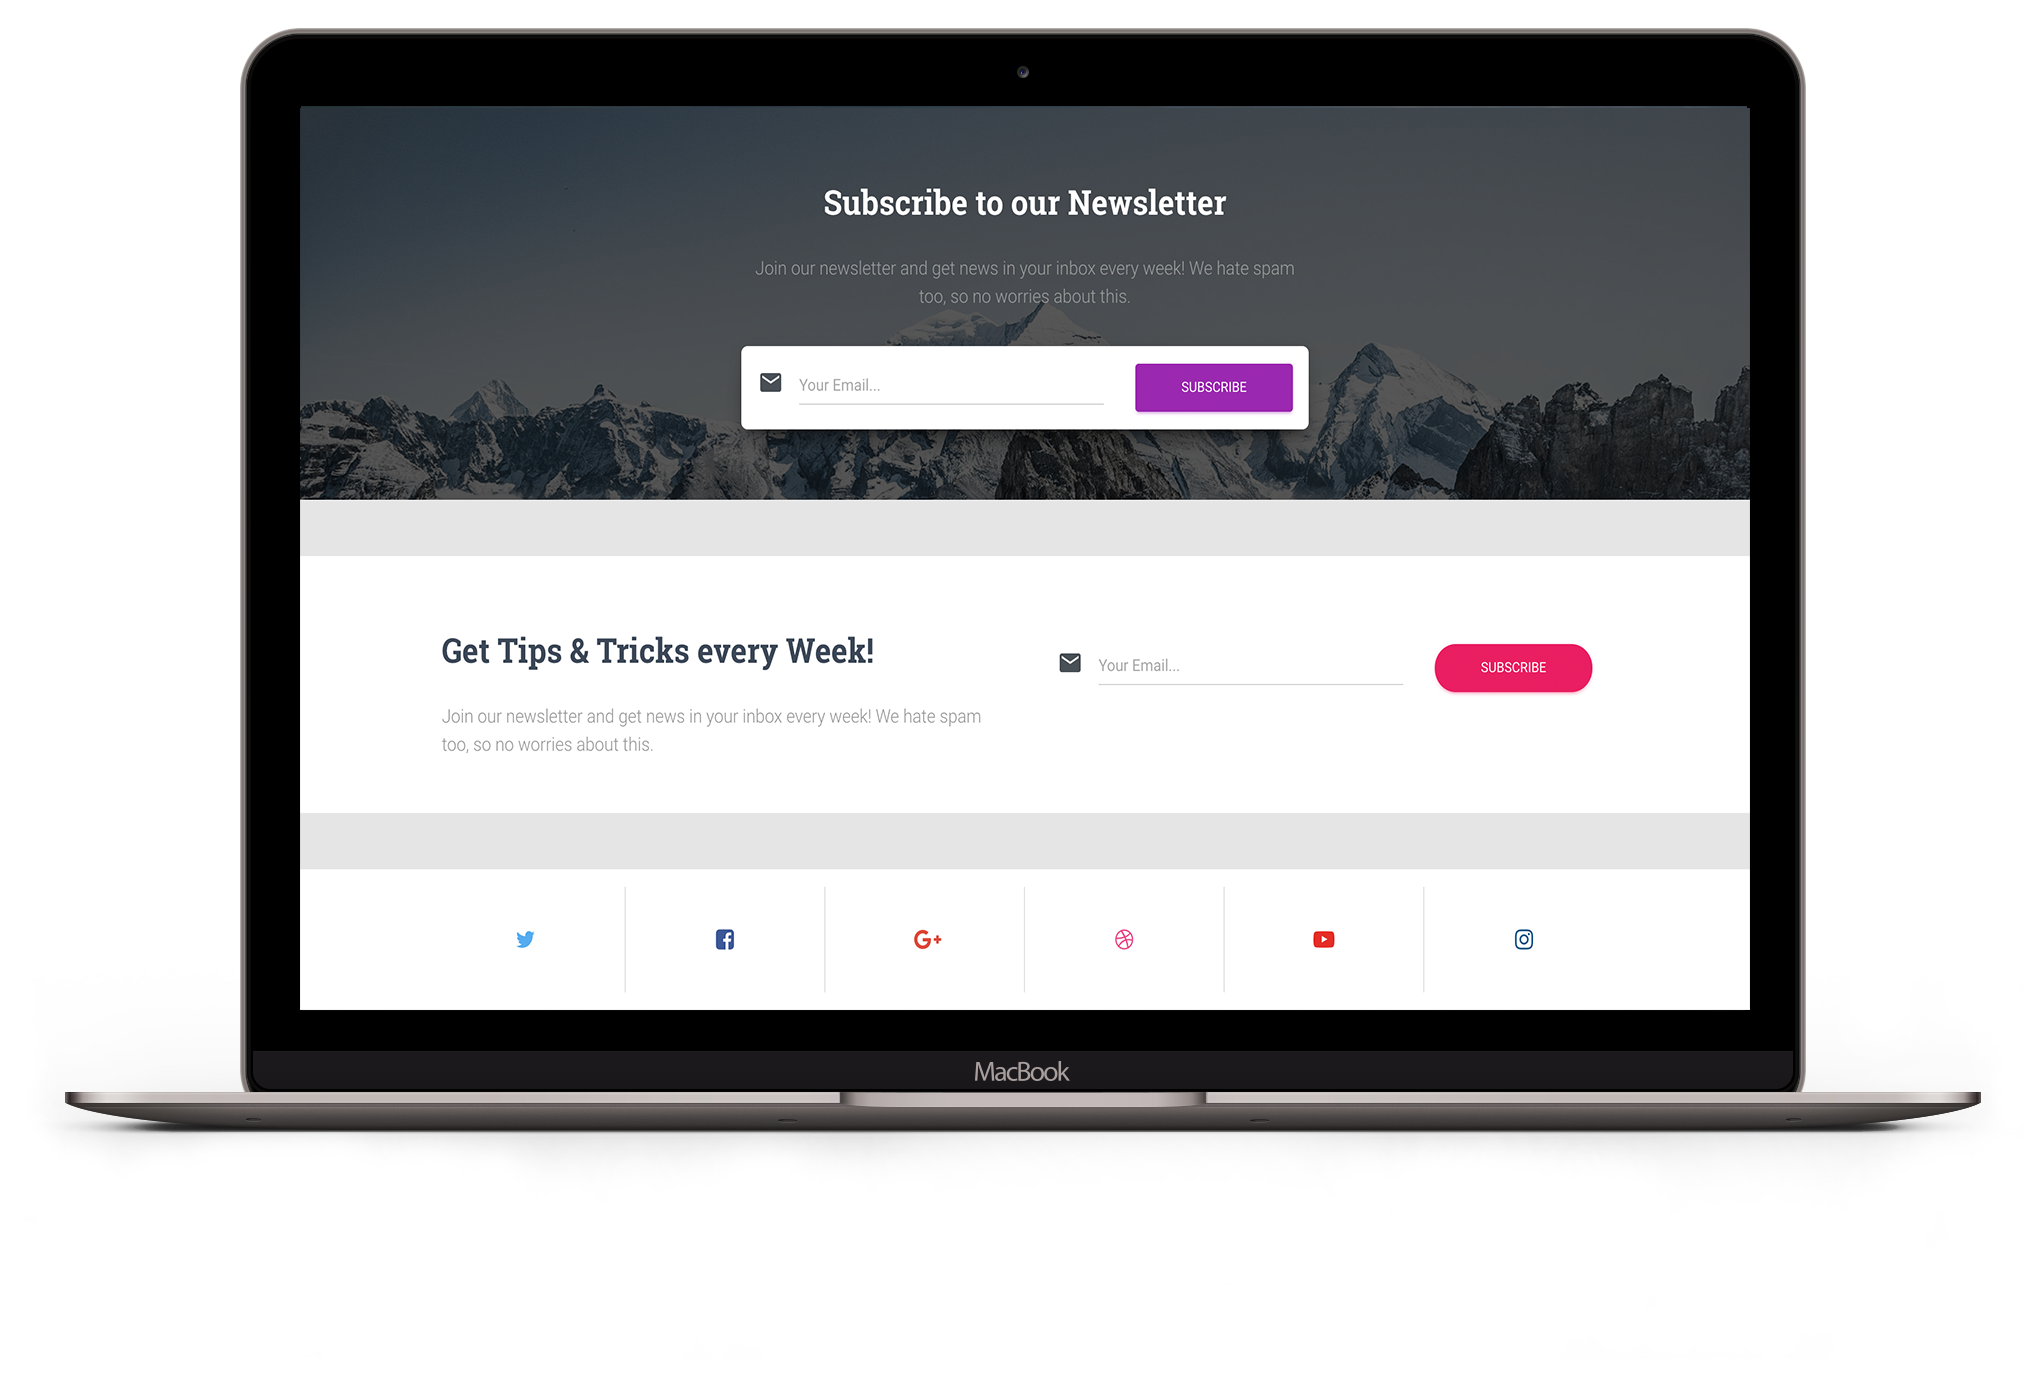 Subscribe to our Newsletter
Join our newsletter and get news in your inbox every week! We hate spam
too, so no worries about this.
Your Email...
SUBSCRIBE
Get Tips & Tricks every Week!
Join our newsletter and get news in your inbox every week! We hate spam
too, so no worries about this.
Your Email...
SUBSCRIBE
G+
MacBook